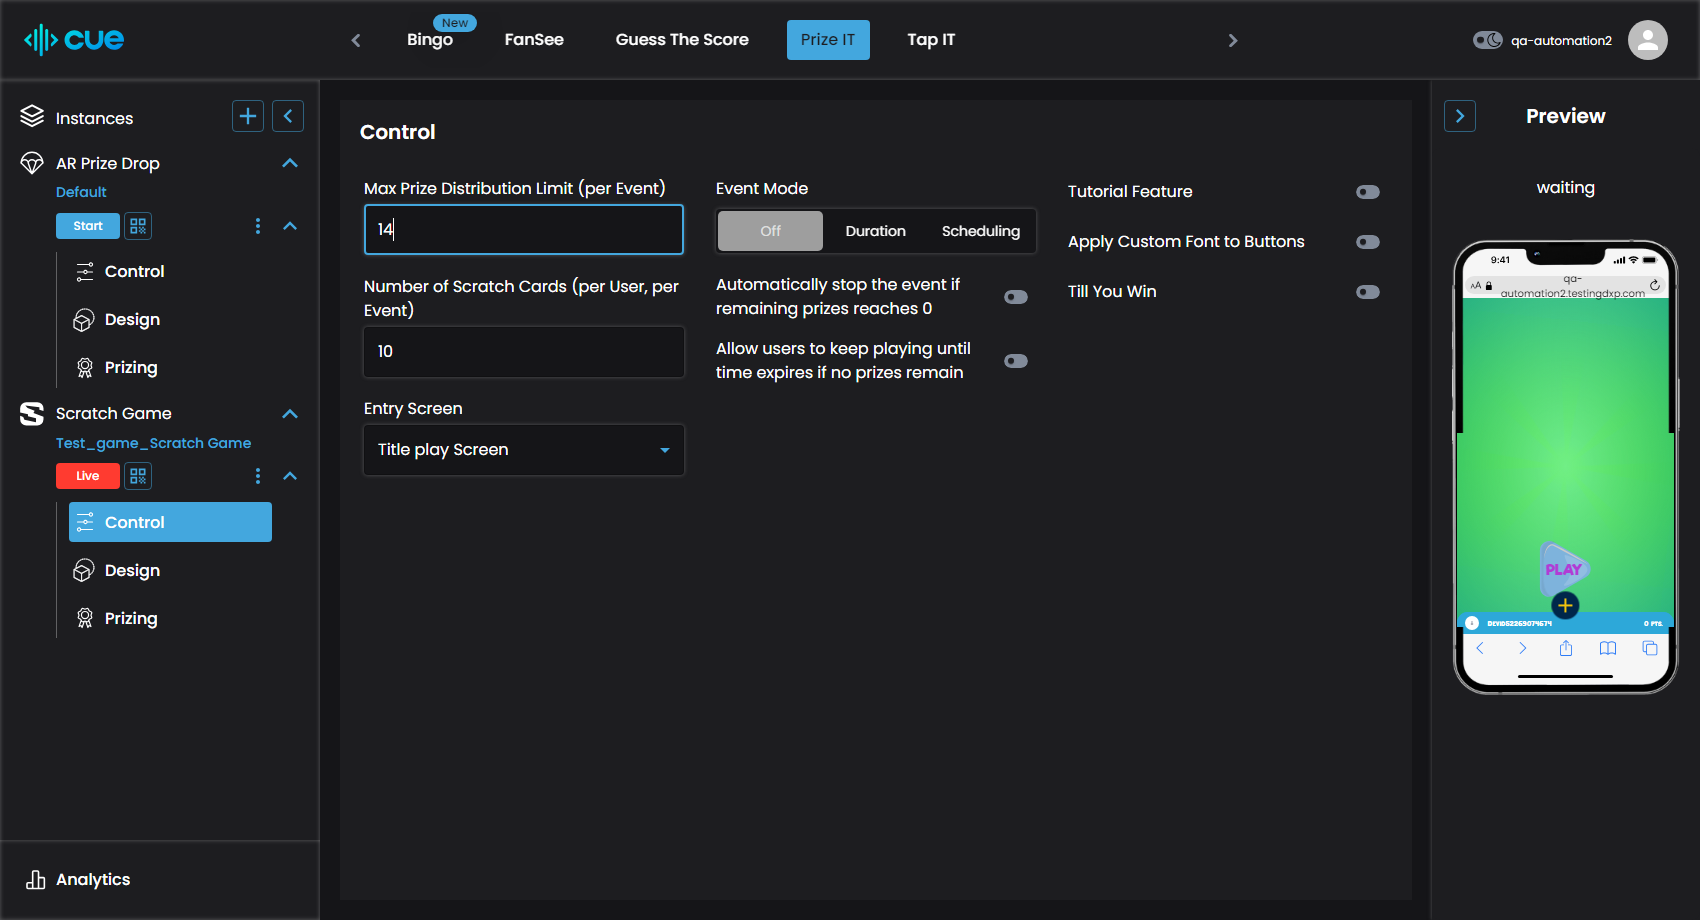 cue
New
Bingo
FanSee
Guess The Score
Prize IT
Tap IT
qa-automation2
Instances
AR Prize Drop
Default
Start
Control
Design
Prizing
Scratch Game
Test_game_Scratch Game
Live
Control
Design
Prizing
Analytics
Control
Max Prize Distribution Limit (per Event)
14
Number of Scratch Cards (per User, per
Event)
10
Entry Screen
Title play Screen
Event Mode
Off
Duration
Scheduling
Automatically stop the event if
remaining prizes reaches 0
Allow users to keep playing until
time expires if no prizes remain
Tutorial Feature
Apply Custom Font to Buttons
Till You Win
Preview
waiting
9:41
AA
qa-
automation2.testingdxp.com
PLAY
0 PTS.